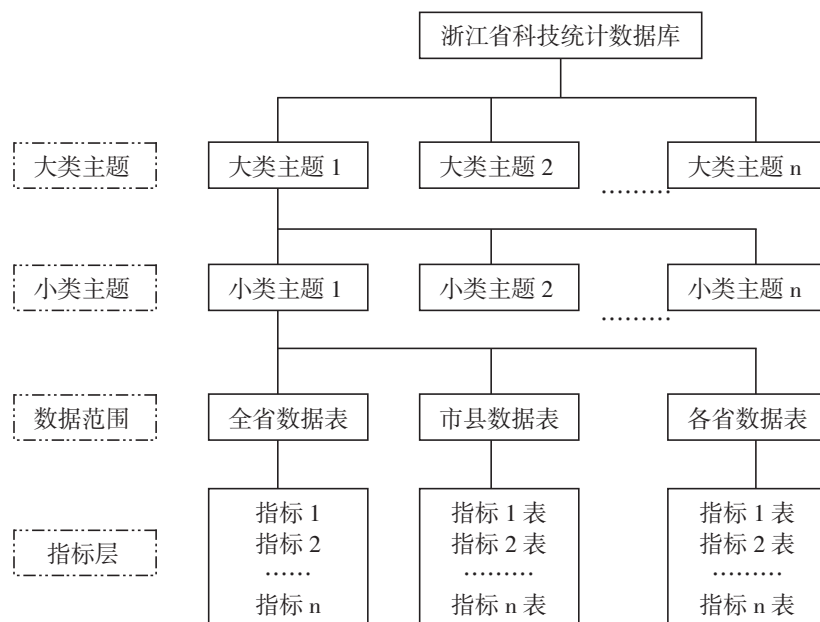 浙江省科技统计数据库
大类主题
大类主题 1
大类主题 2
………
大类主题 n
小类主题
小类主题 1
小类主题 2
………
小类主题 n
数据范围
全省数据表
市县数据表
各省数据表
指标层
指标 1
指标 2
……
指标 n
指标 1 表
指标 2 表
………
指标 n 表
指标 1 表
指标 2 表
………
指标 n 表